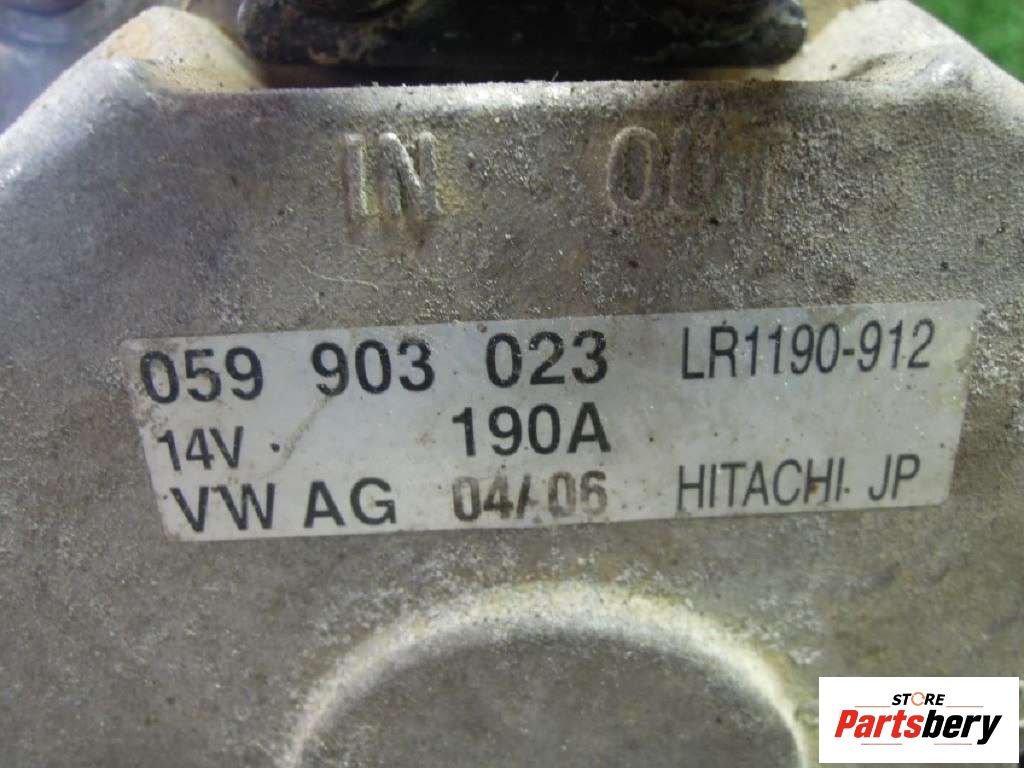 IN OUT
059 903 023 LR1190-912
14V 190A
VW AG 04/06 HITACHI JP
STORE
Partsbery